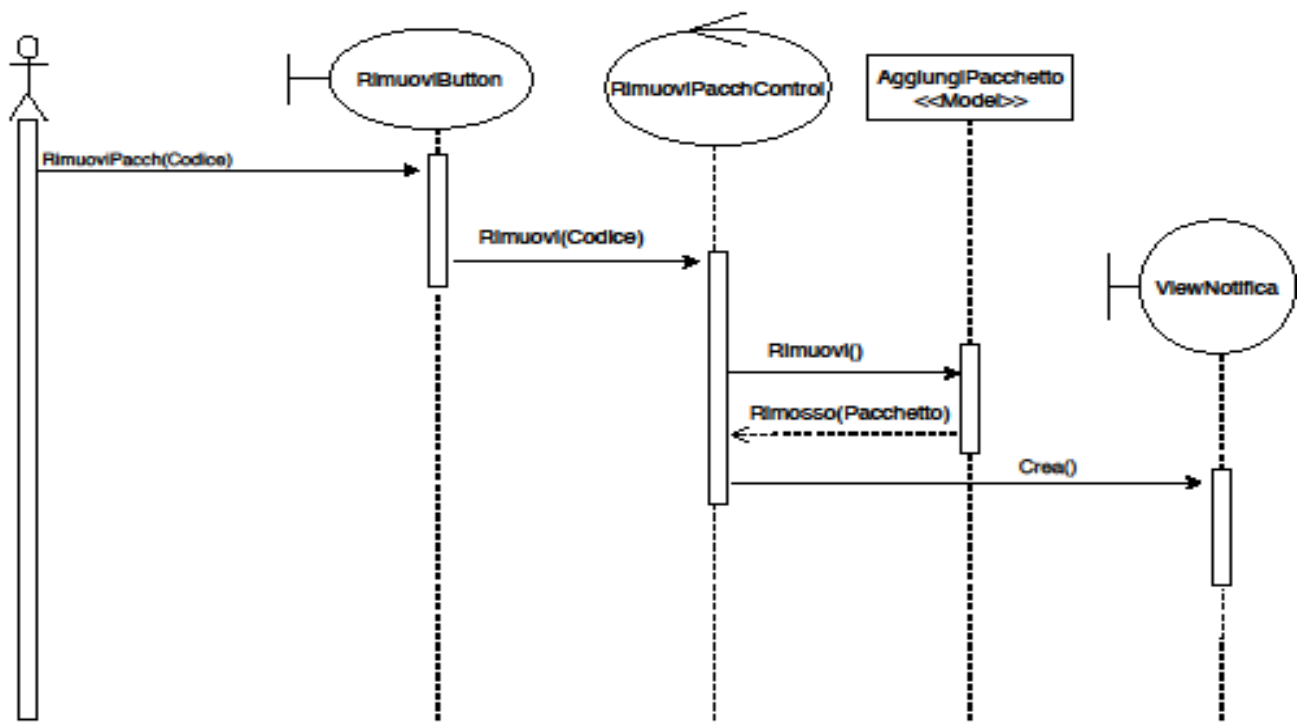 RimuoviButton
RimuoviPacchControl
AggiungiPacchetto
<<Model>>
RimuoviPacch(Codice)
Rimuovi(Codice)
ViewNotifica
Rimuovi()
Rimosso(Pacchetto)
Crea()